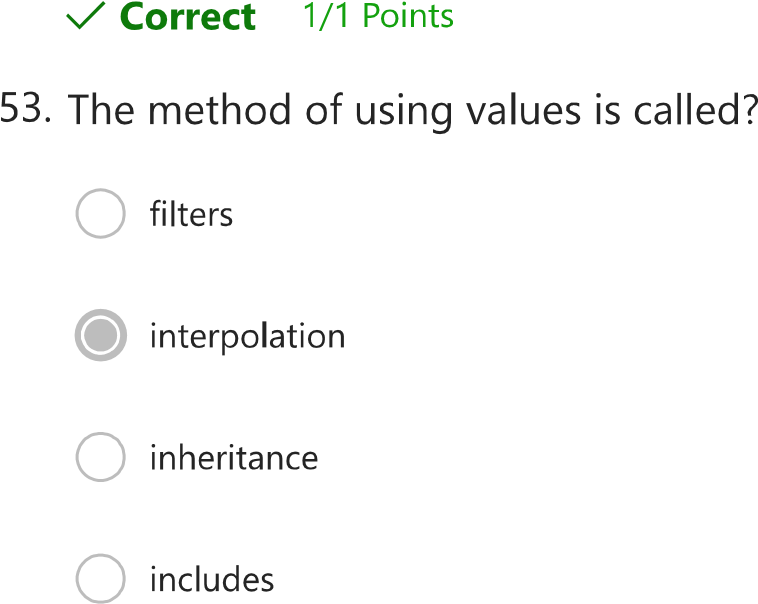 Correct 1/1 Points
53. The method of using values is called?
filters
interpolation
inheritance
includes